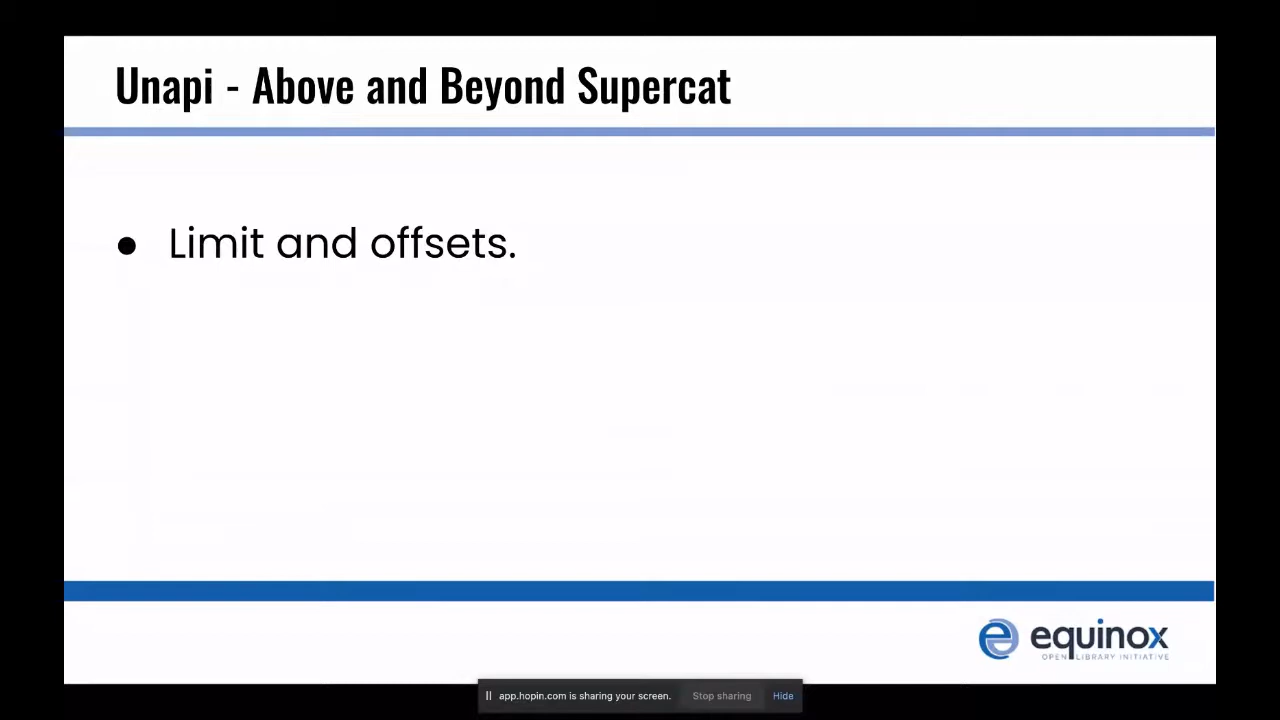 Unapi - Above and Beyond Supercat
● Limit and offsets.
equinox
OPEN LIBRARY INITIATIVE
app.hopin.com is sharing your screen. Stop sharing Hide